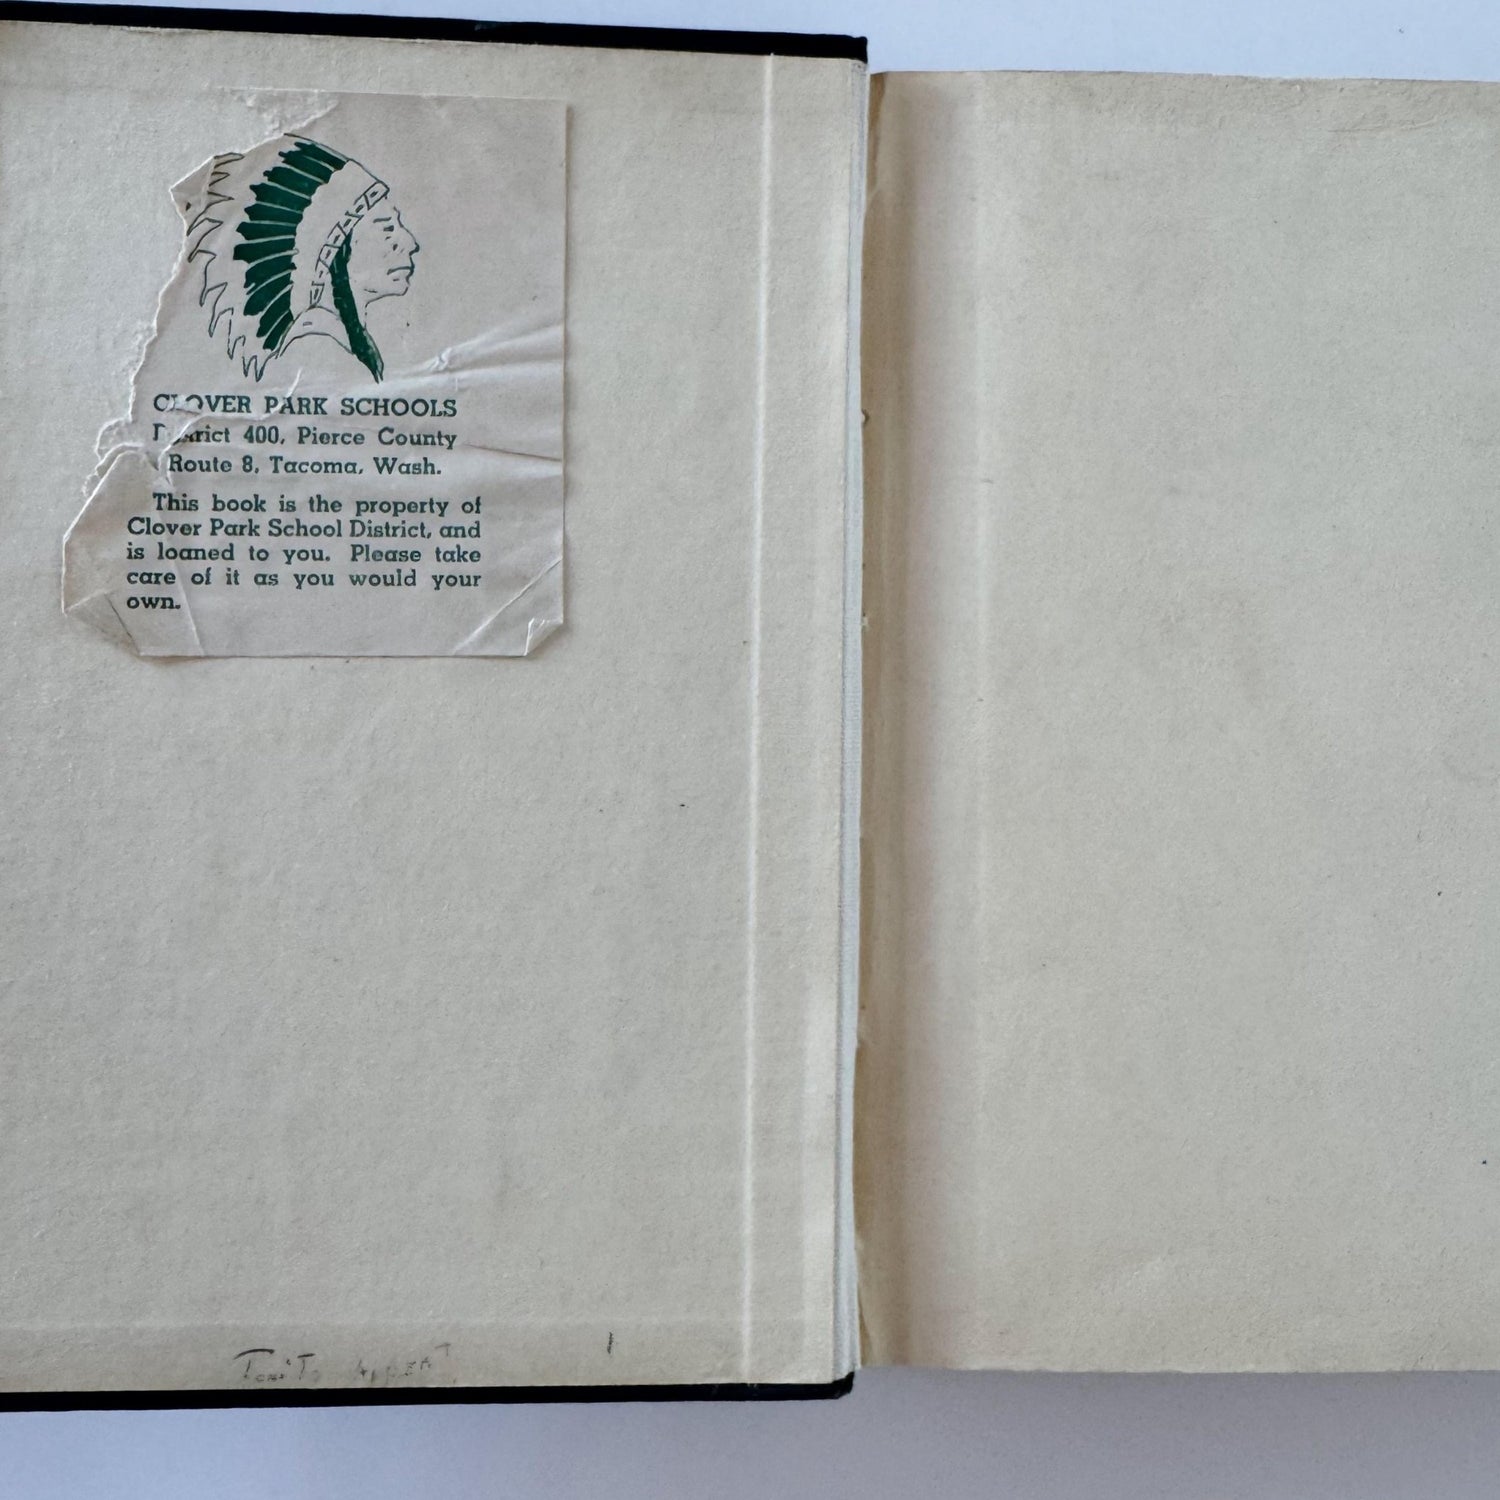 CLOVER PARK SCHOOLS
District 400, Pierce County
Route 8, Tacoma, Wash.
This book is the property of
Clover Park School District, and
is loaned to you. Please take
care of it as you would your
own.